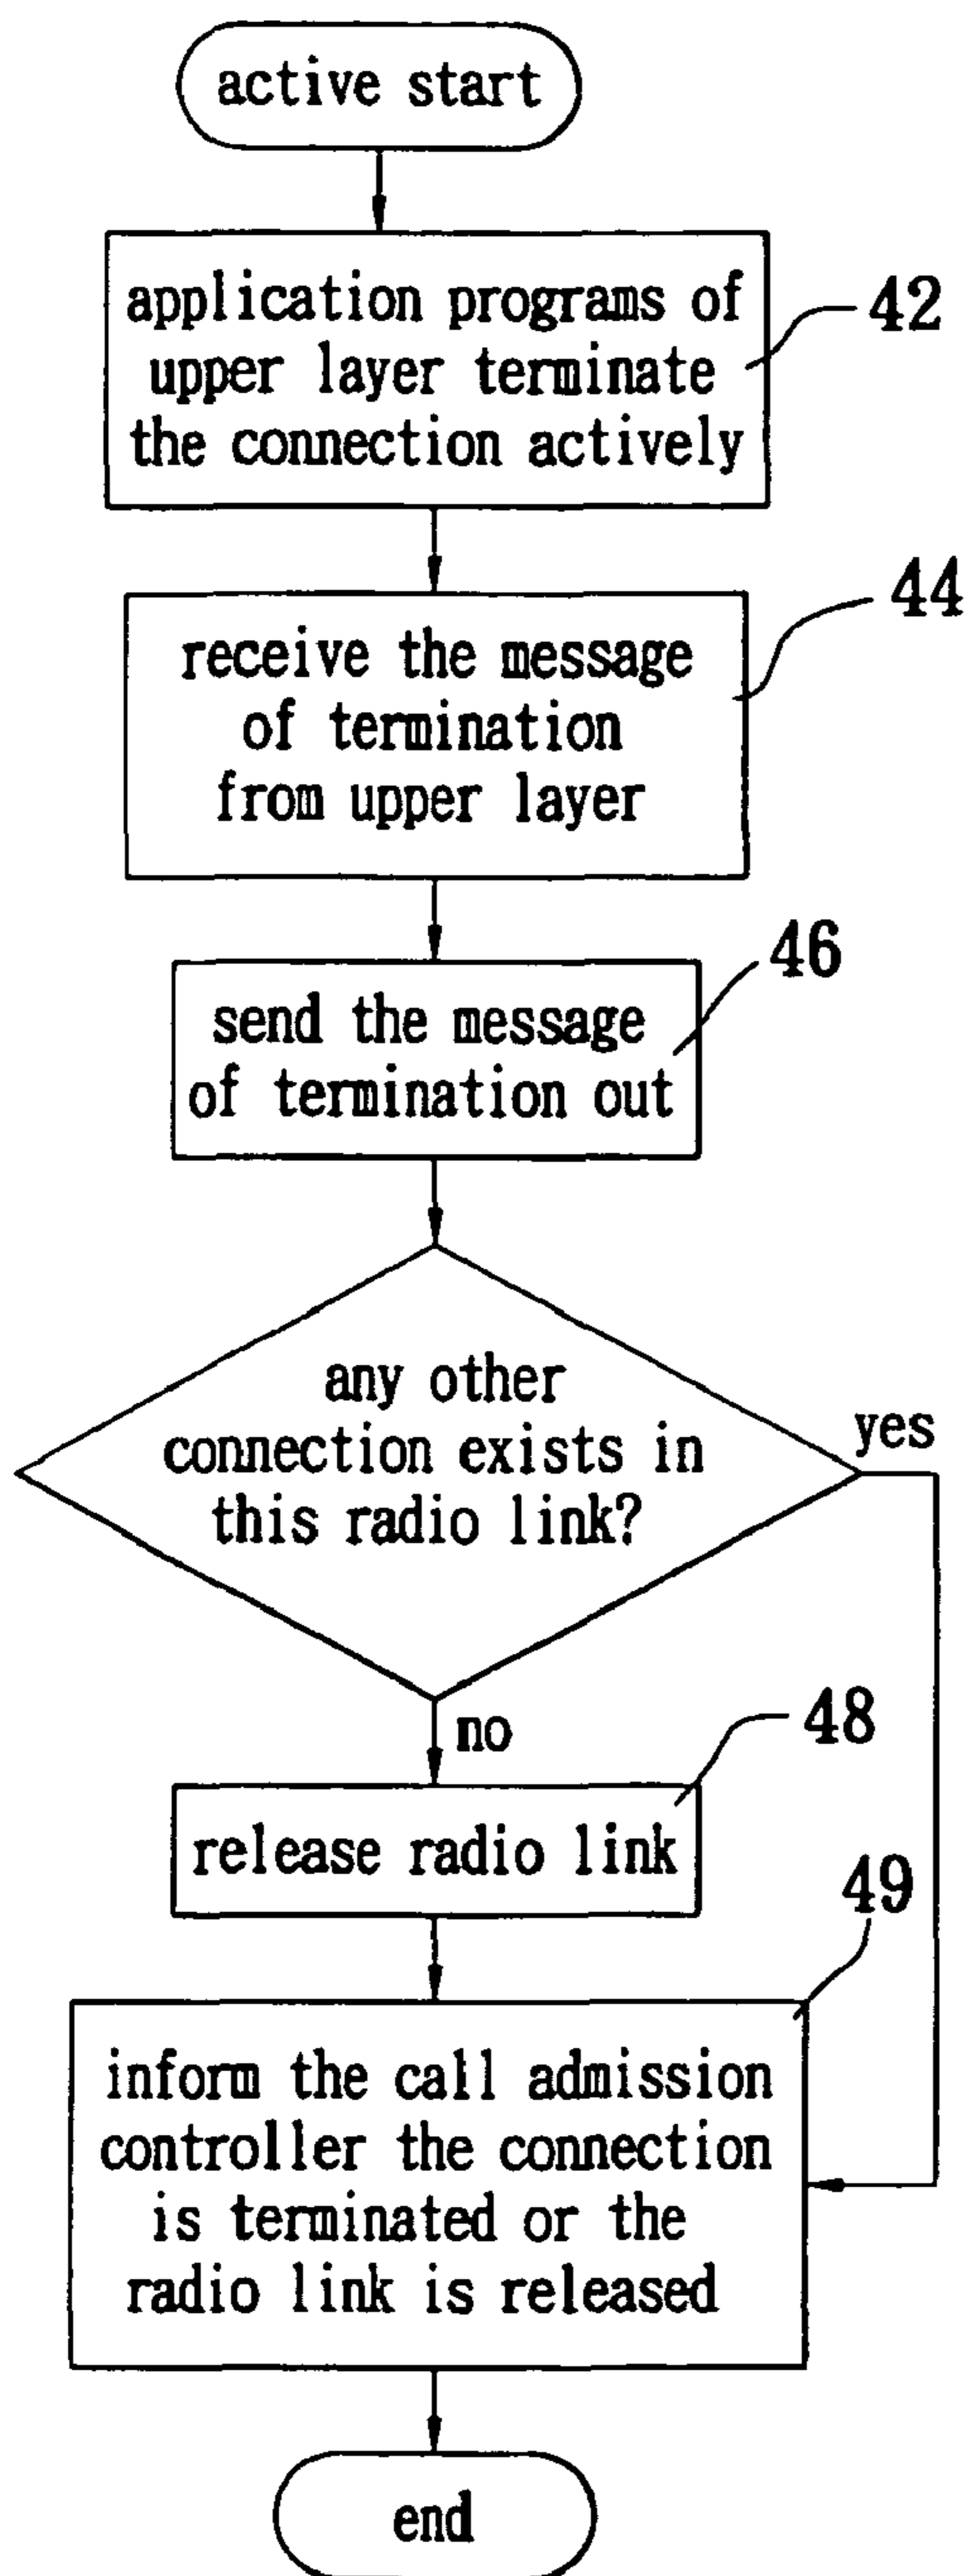 active start
application programs of
upper layer terminate
the connection actively
42
receive the message
of termination
from upper layer
44
send the message
of termination out
46
any other
connection exists in
this radio link?
yes
no
release radio link
48
inform the call admission
controller the connection
is terminated or the
radio link is released
49
end